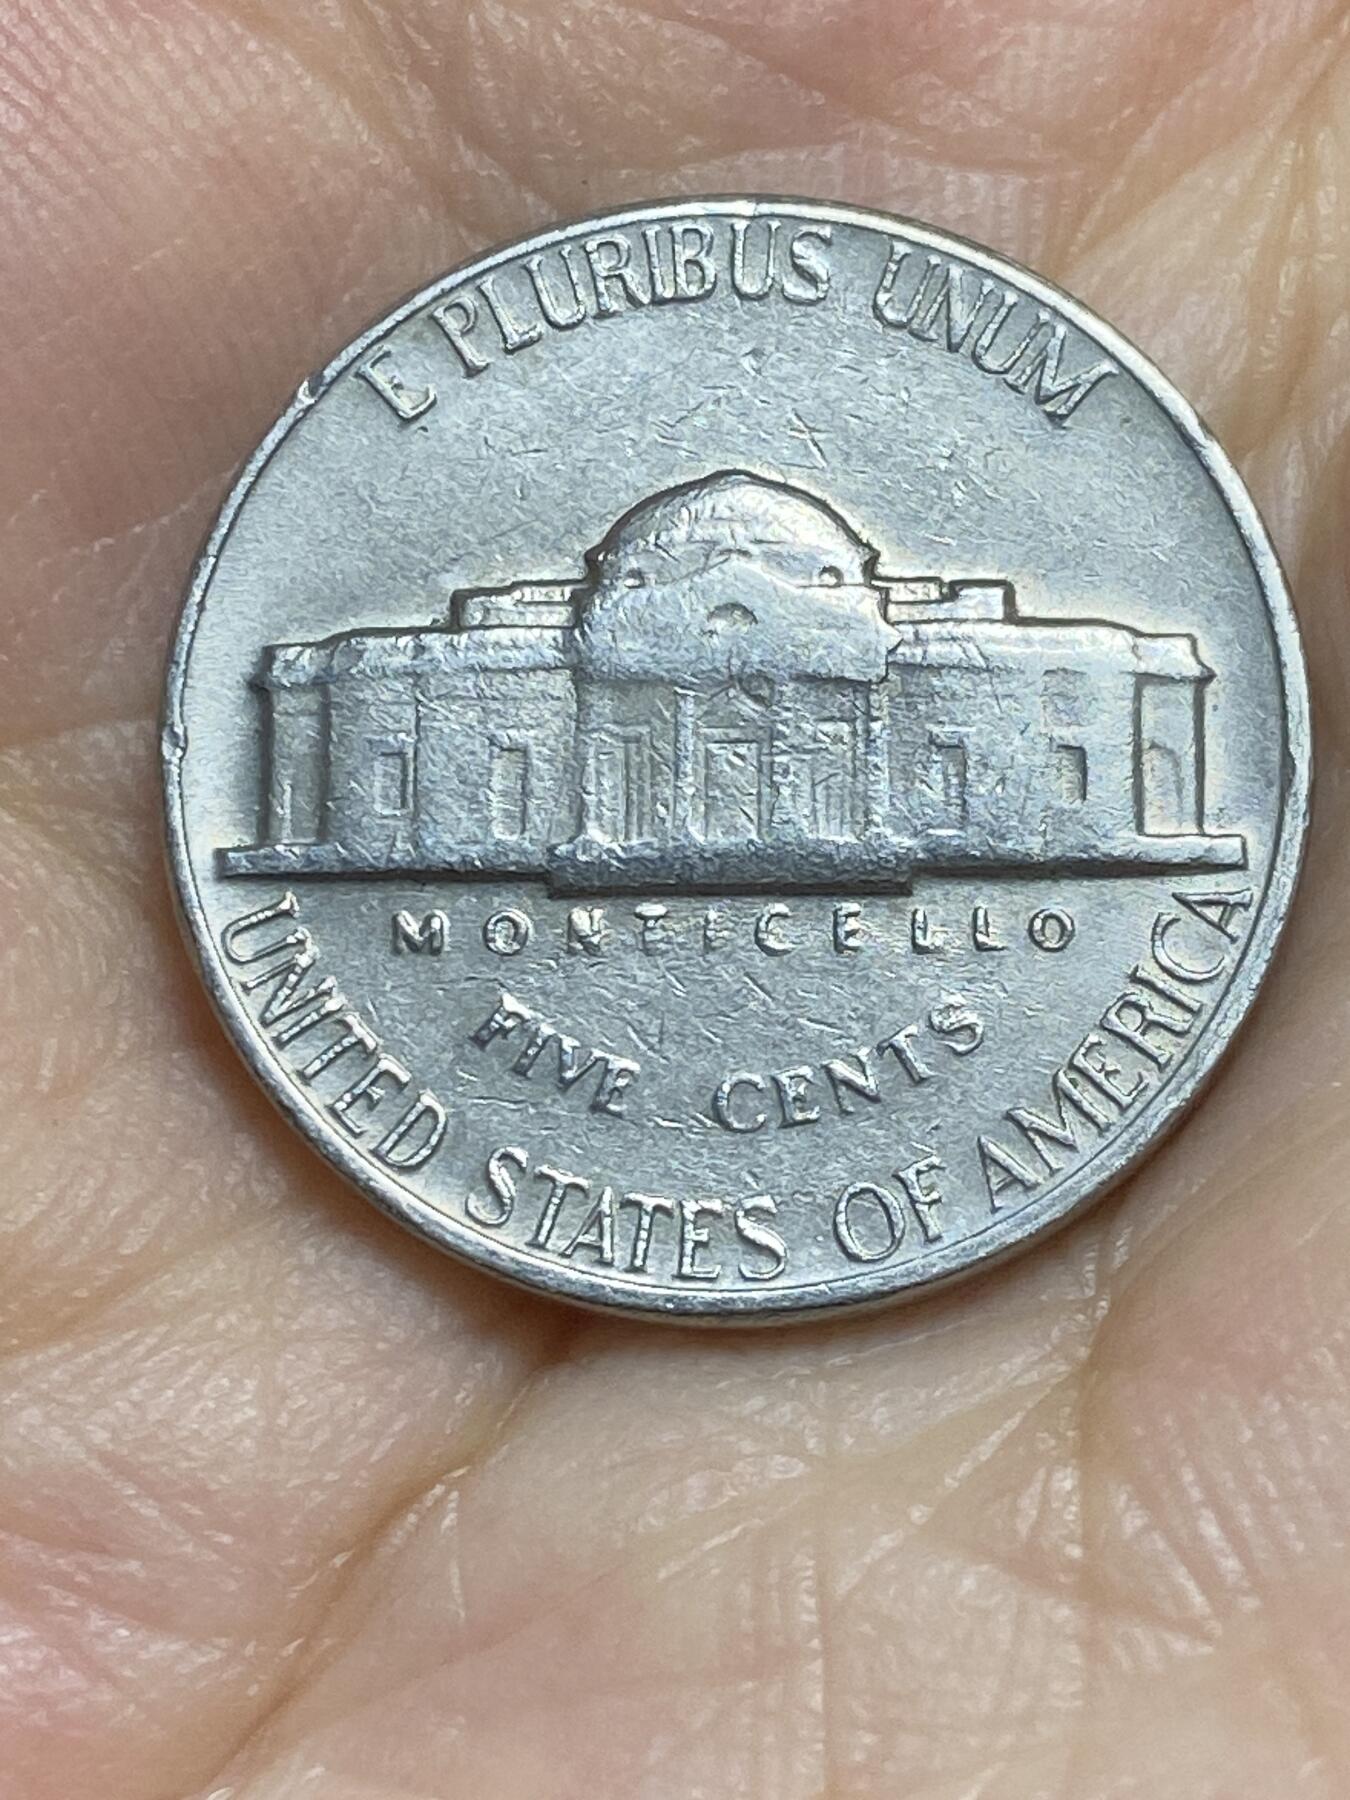 E PLURIBUS UNUM
MONTICELLO
FIVE CENTS
UNITED STATES OF AMERICA